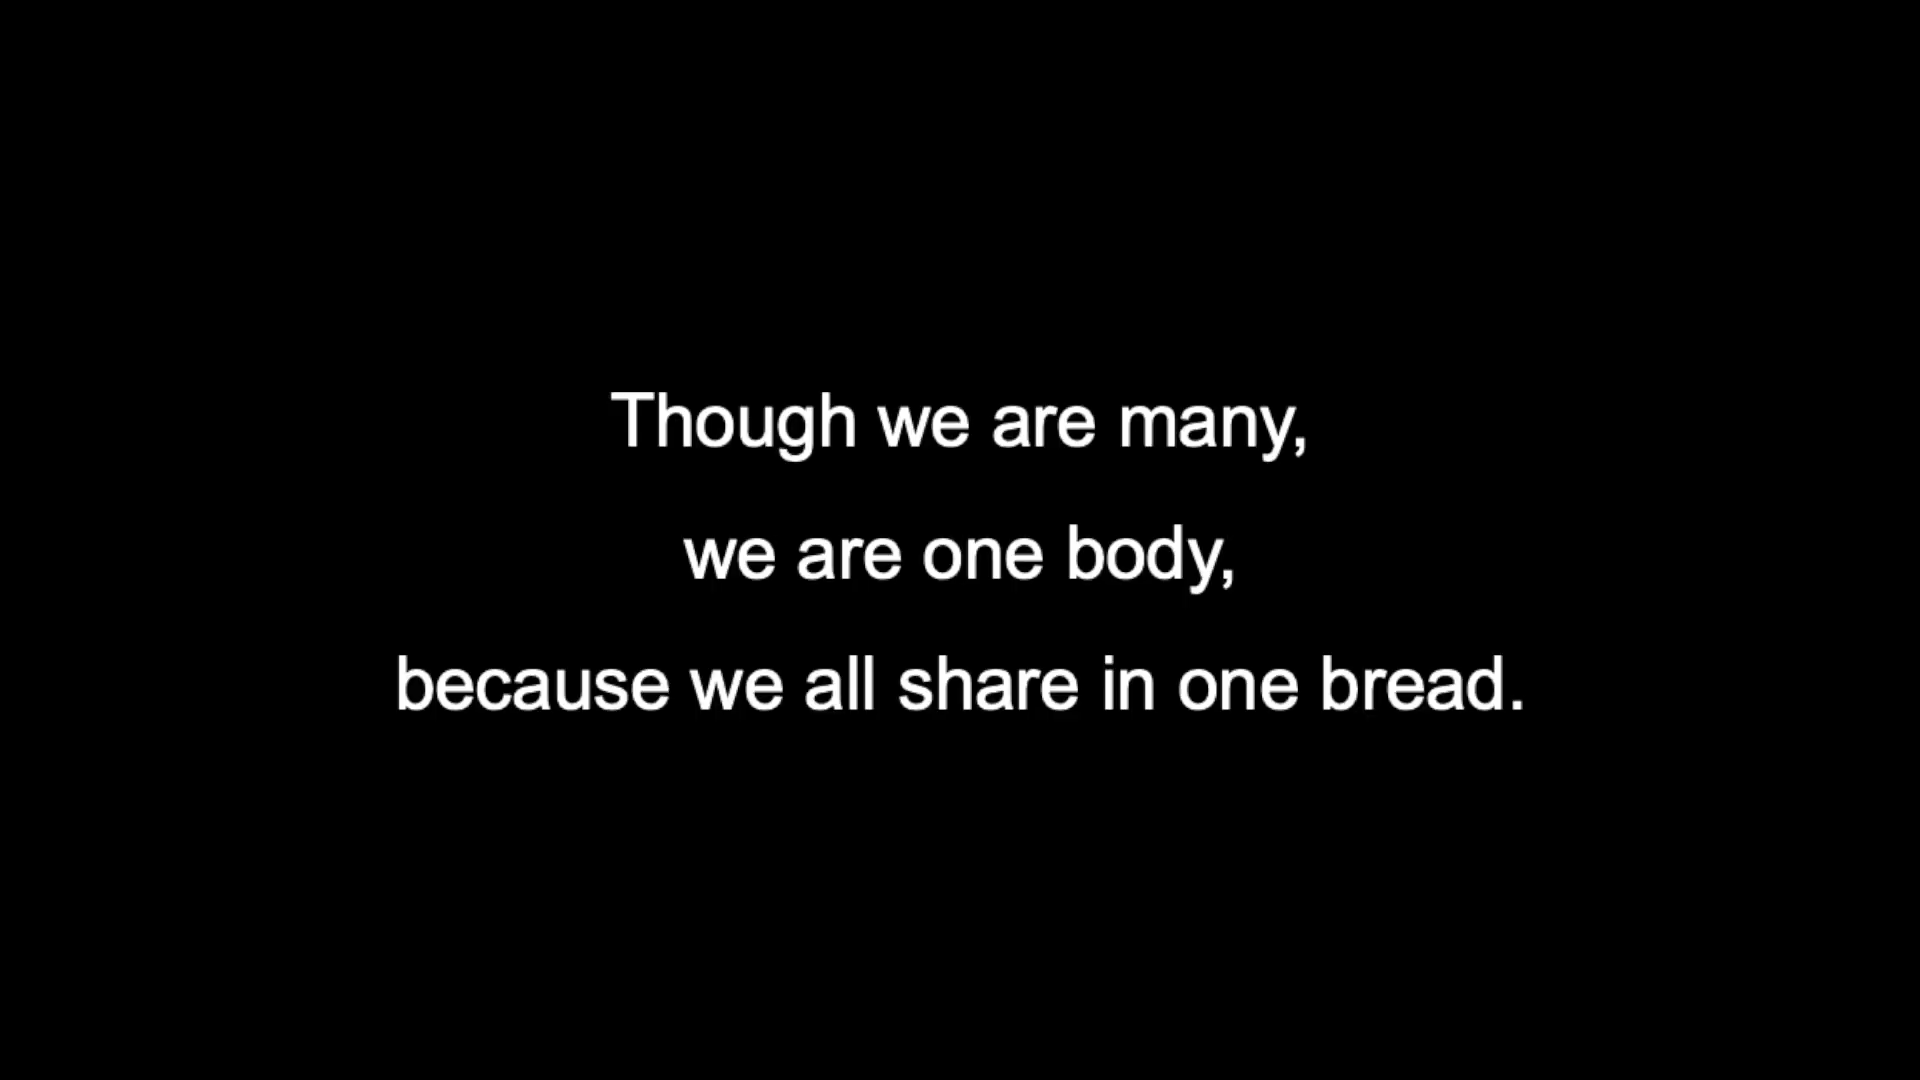 Though we are many,
we are one body,
because we all share in one bread.